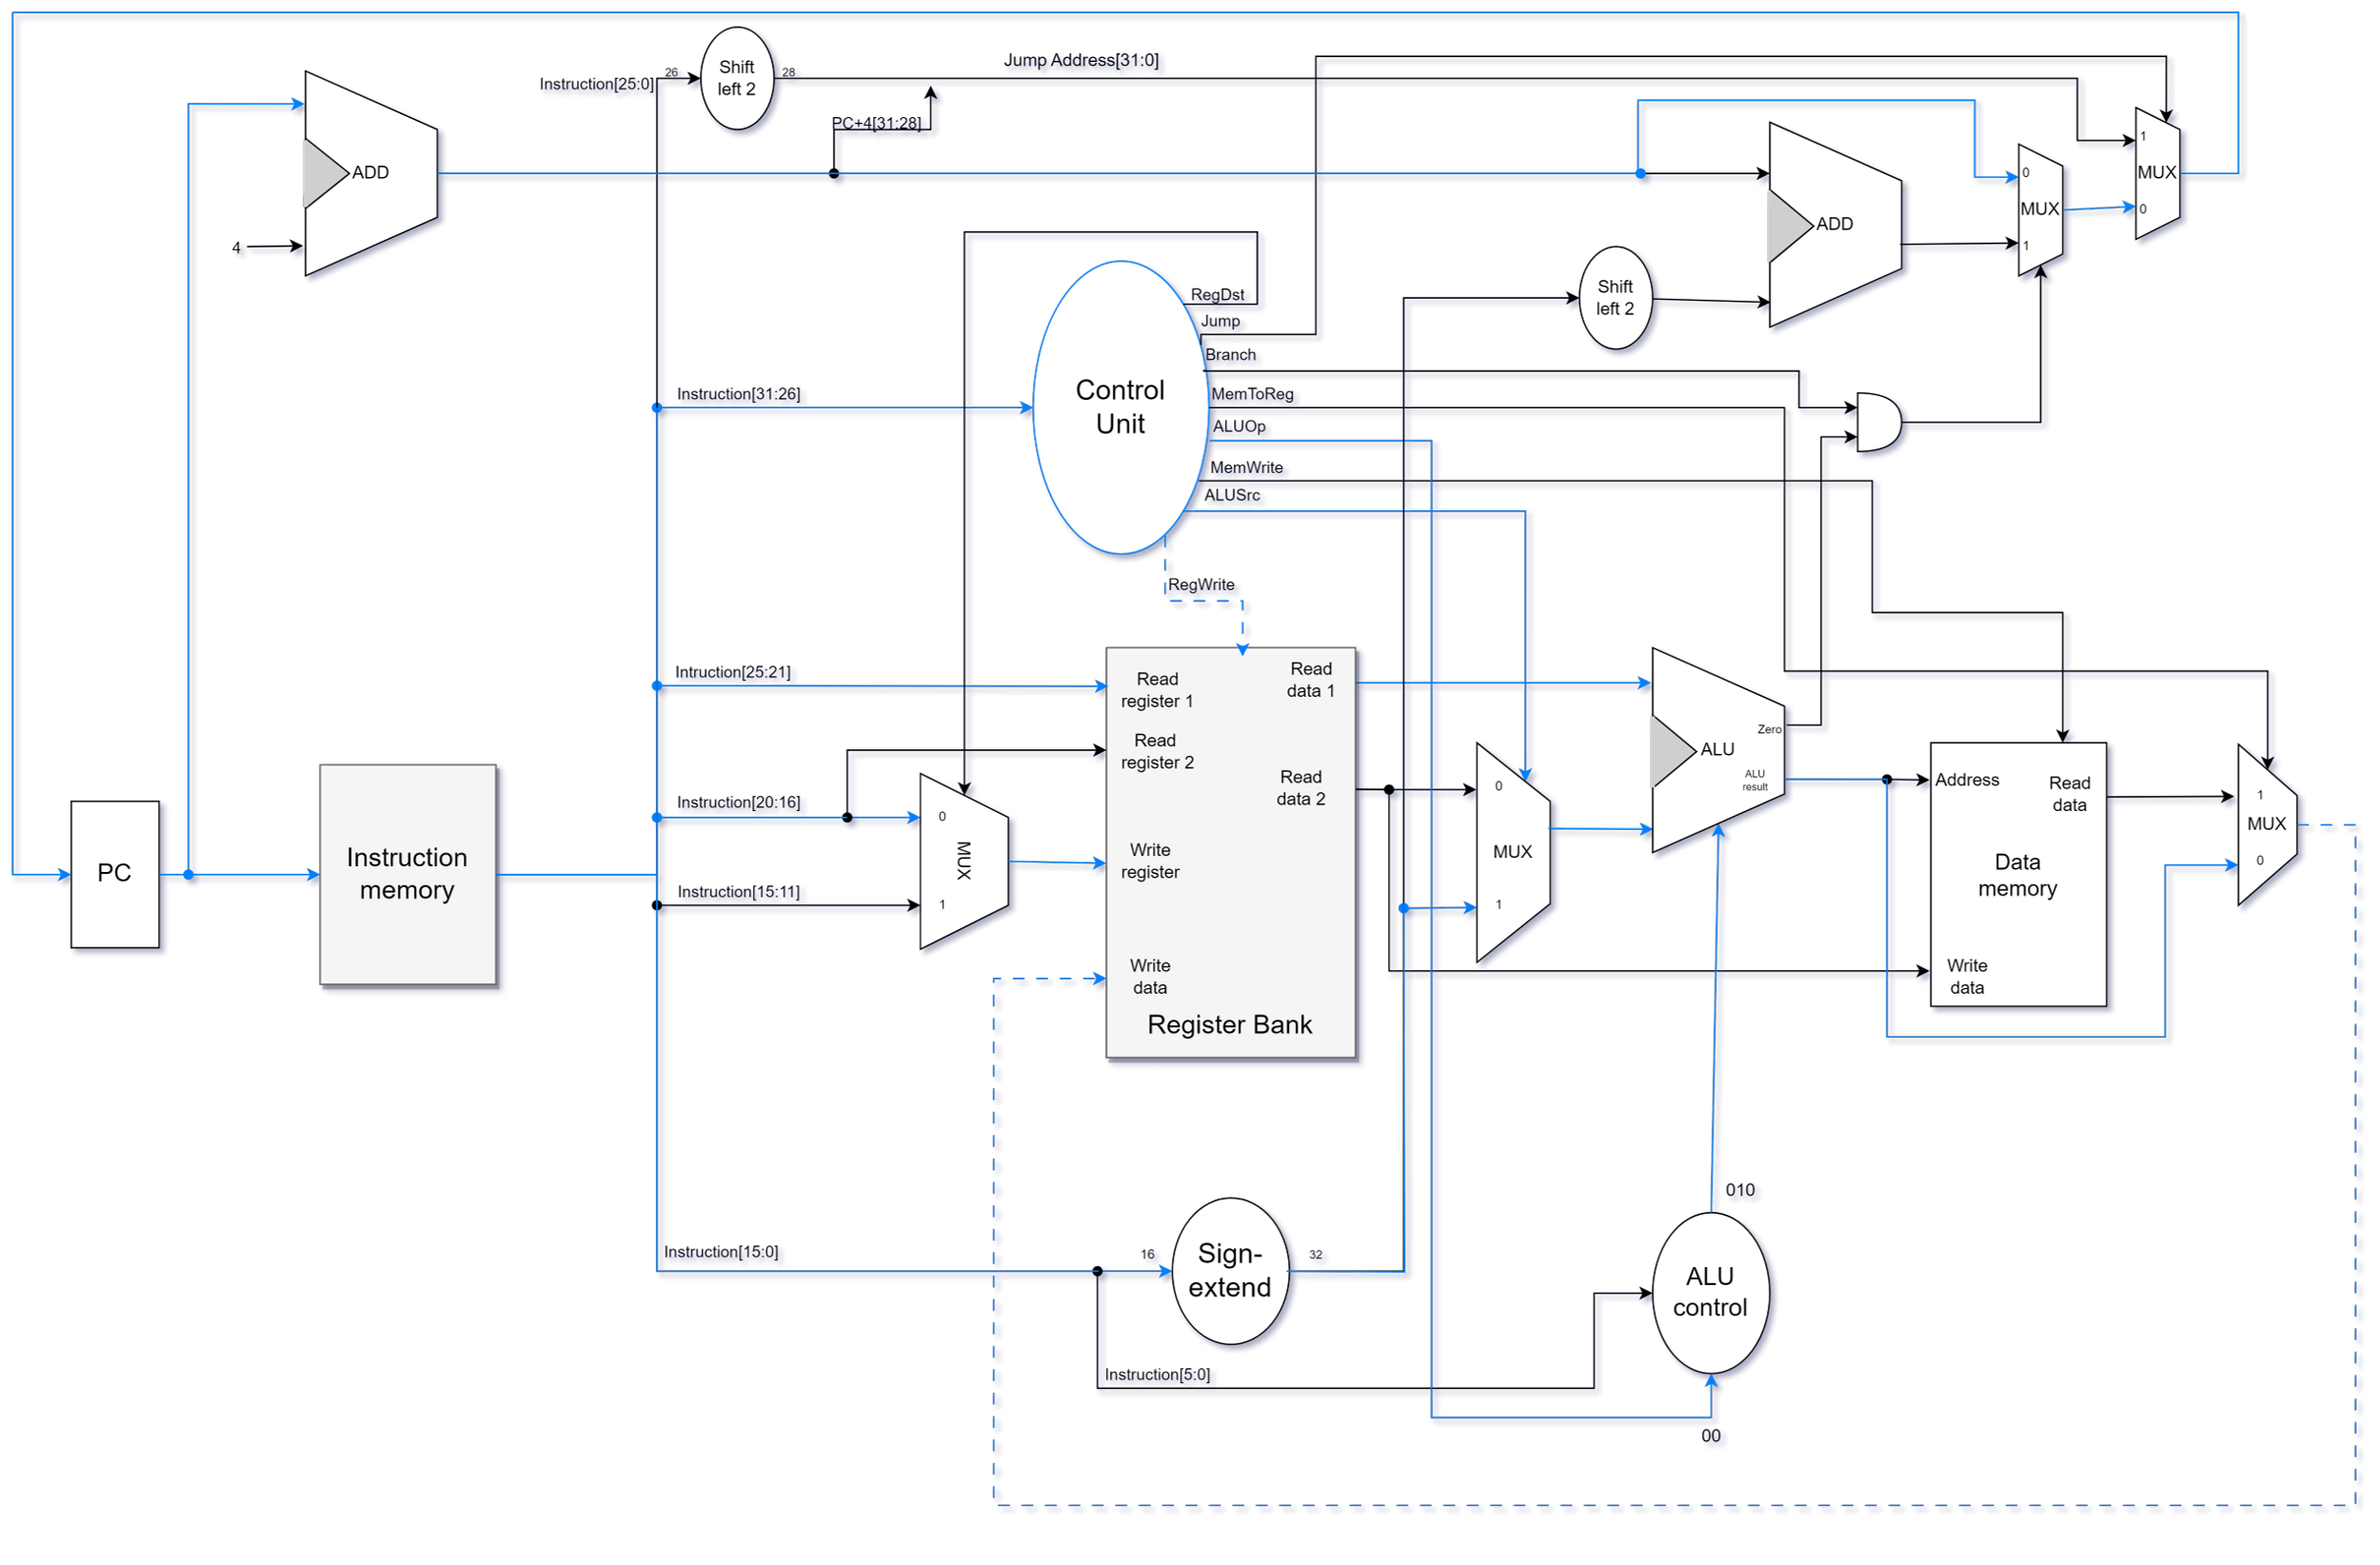 Jump Address[31:0]
Shift
left 2
26
28
Instruction[25:0]
PC+4[31:28]
ADD
4
1
MUX
0
0
MUX
1
ADD
Shift
left 2
RegDst
Jump
Branch
MemToReg
ALUOp
MemWrite
ALUSrc
RegWrite
Control
Unit
Instruction[31:26]
Intruction[25:21]
Instruction[20:16]
Instruction[15:11]
Instruction[15:0]
Instruction[5:0]
PC
Instruction
memory
0
MUX
1
Read
register 1
Read
register 2
Write
register
Write
data
Read
data 1
Read
data 2
Register Bank
0
MUX
1
ALU
Zero
ALU
result
Address
Read
data
Data
memory
Write
data
1
MUX
0
16
Sign-
extend
32
010
ALU
control
00